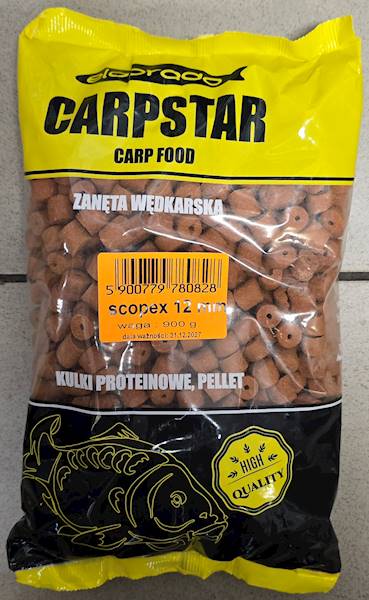 eldorado
CARPSTAR
CARP FOOD
ZANĘTA WĘDKARSKA
5 900779 780828
scopex 12 mm
waga : 900 g
data ważności: 31.12.2027
KULKI PROTEINOWE, PELLET
HIGH
QUALITY